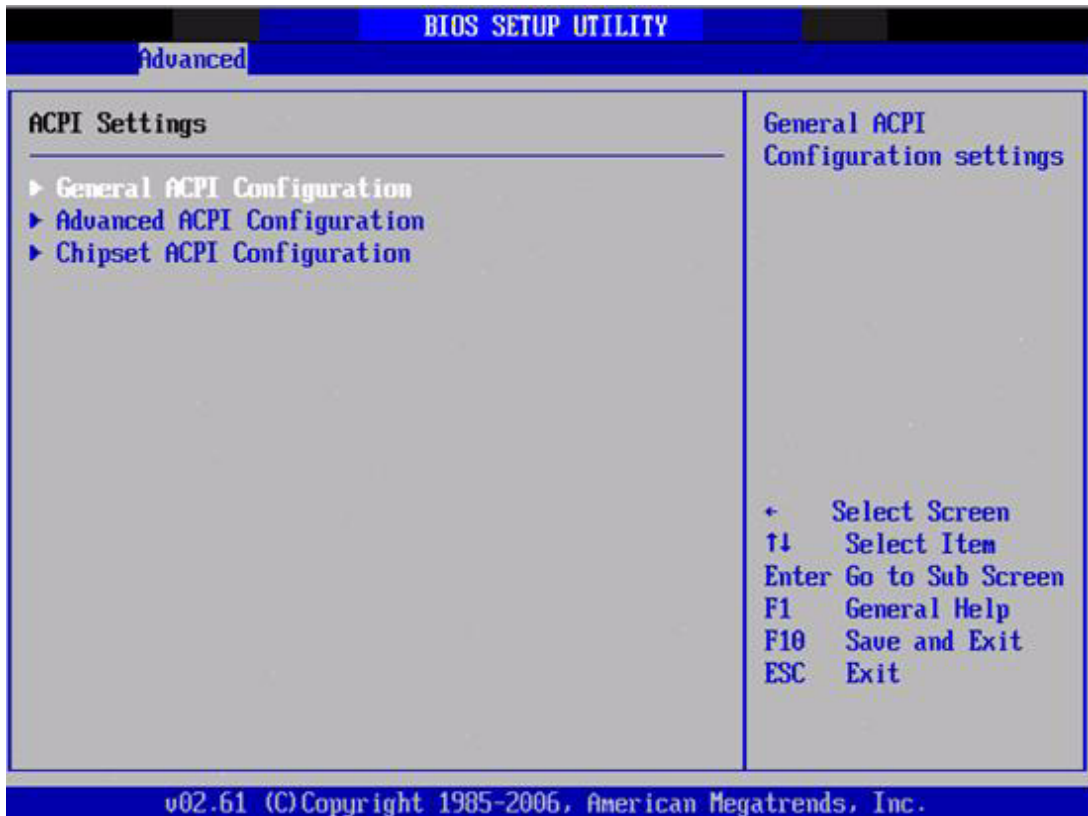 BIOS SETUP UTILITY
Advanced
ACPI Settings
▶ General ACPI Configuration
▶ Advanced ACPI Configuration
▶ Chipset ACPI Configuration
General ACPI
Configuration settings
← Select Screen
↑↓ Select Item
Enter Go to Sub Screen
F1 General Help
F10 Save and Exit
ESC Exit
v02.61 (C)Copyright 1985-2006, American Megatrends, Inc.